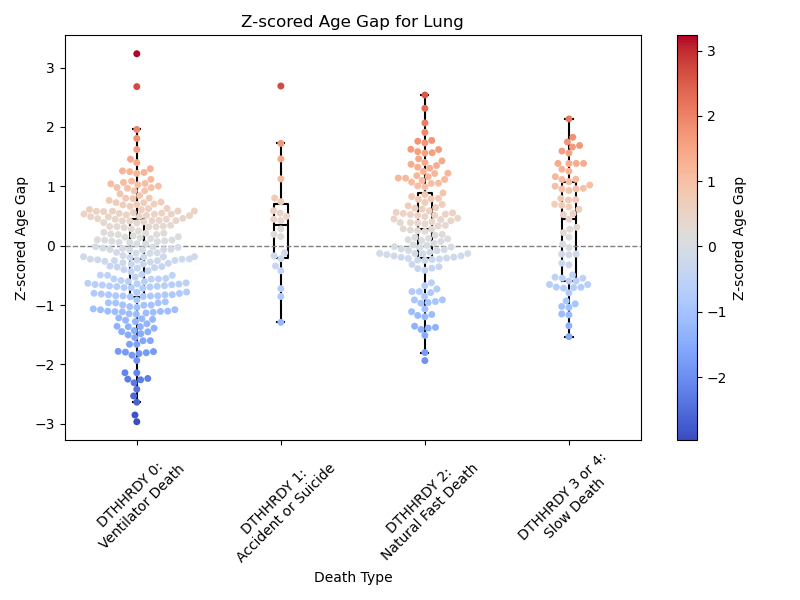 Z-scored Age Gap for Lung
Z-scored Age Gap
3
2
1
0
−1
−2
−3
DTHHRDY 0:
Ventilator Death
DTHHRDY 1:
Accident or Suicide
DTHHRDY 2:
Natural Fast Death
DTHHRDY 3 or 4:
Slow Death
Death Type
3
2
1
0
−1
−2
Z-scored Age Gap